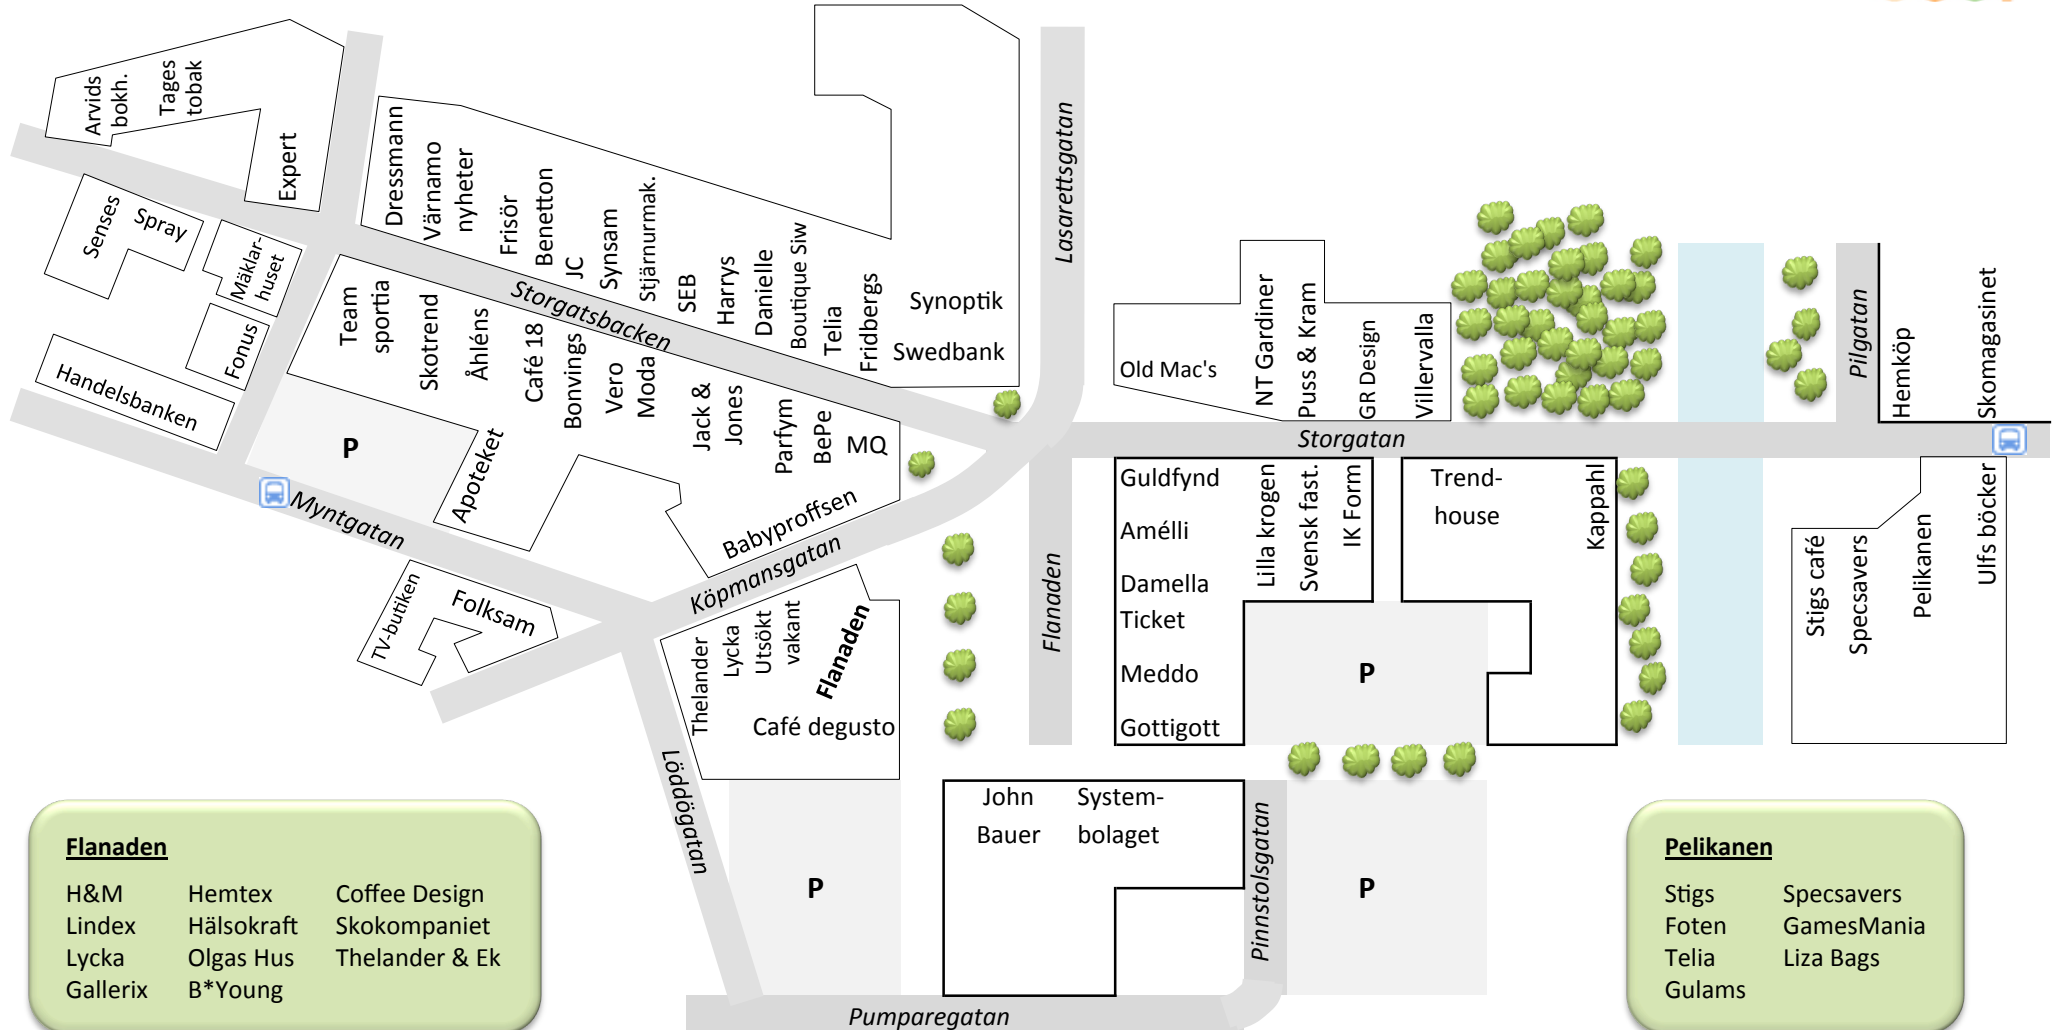 Arvids
bokh.
Tages
tobak
Expert
Senses
Spray
Mäklar-
huset
Fonus
Handelsbanken
Dressmann
Värnamo
nyheter
Frisör
Benetton
JC
Synsam
Stjärnurmak.
SEB
Harrys
Danielle
Boutique Siw
Telia
Fridbergs
Synoptik
Swedbank
Storgatsbacken
Team
sportia
Skotrend
Åhléns
Café 18
Bonvings
Vero
Moda
Jack &
Jones
Parfym
BePe
MQ
Babyproffsen
Apoteket
P
Myntgatan
Köpmansgatan
TV-butiken
Folksam
Thelander
Lycka
Utsökt
vakant
Flanaden
Café degusto
Löddögatan
P
Lasarettsgatan
Flanaden
Old Mac's
NT Gardiner
Puss & Kram
GR Design
Villervalla
Storgatan
Guldfynd
Amélli
Damella
Ticket
Meddo
Gottigott
Lilla krogen
Svensk fast.
IK Form
Trend-
house
Kappahl
P
John
Bauer
System-
bolaget
Pinnstolsgatan
P
Pumparegatan
Pilgatan
Hemköp
Skomagasinet
Stigs café
Specsavers
Pelikanen
Ulfs böcker
Flanaden
H&M Hemtex Coffee Design
Lindex Hälsokraft Skokompaniet
Lycka Olgas Hus Thelander & Ek
Gallerix B*Young
Pelikanen
Stigs Specsavers
Foten GamesMania
Telia Liza Bags
Gulams